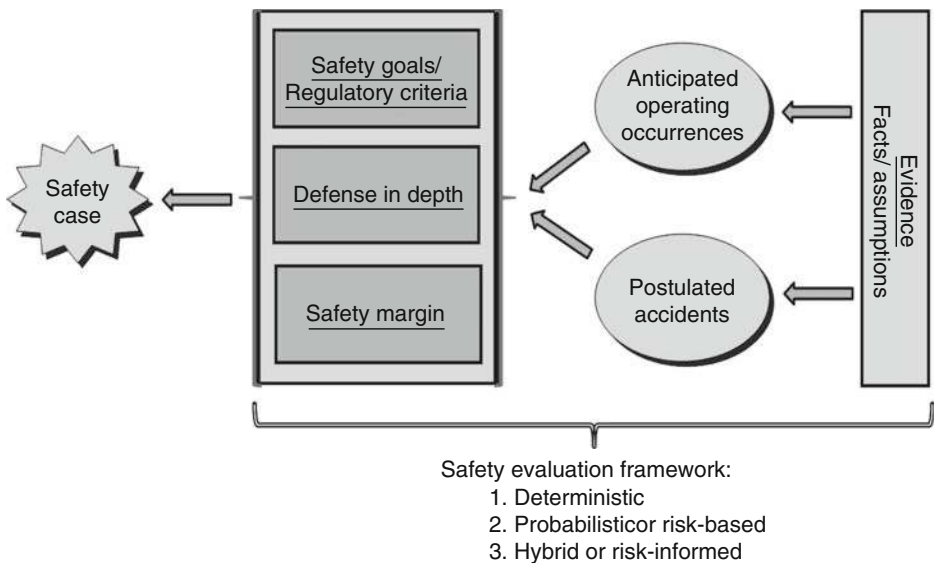 Safety
case
Safety goals/
Regulatory criteria
Defense in depth
Safety margin
Anticipated
operating
occurrences
Postulated
accidents
Evidence
Facts/ assumptions
Safety evaluation framework:
1. Deterministic
2. Probabilisticor risk-based
3. Hybrid or risk-informed